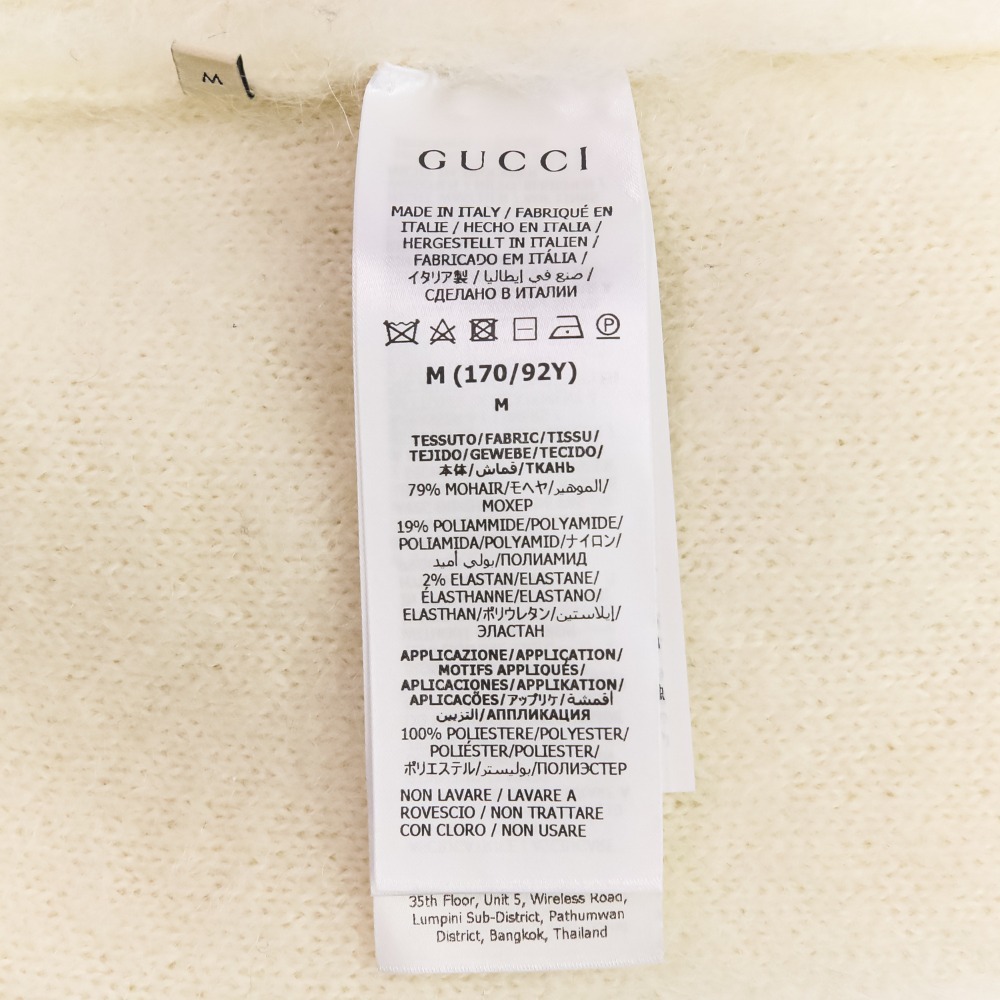 M
GUCCI
MADE IN ITALY / FABRIQUÉ EN
ITALIE / HECHO EN ITALIA /
HERGESTELLT IN ITALIEN /
FABRICADO EM ITÁLIA /
イタリア製 / صنع في إيطاليا /
СДЕЛАНО В ИТАЛИИ
P
M (170/92Y)
M
TESSUTO/FABRIC/TISSU/
TEJIDO/GEWEBE/TECIDO/
本体/قماش/ТКАНЬ
79% MOHAIR/モヘヤ/الموهير/
МОХЕР
19% POLIAMMIDE/POLYAMIDE/
POLIAMIDA/POLYAMID/ナイロン/
بولي أميد/ПОЛИАМИД
2% ELASTAN/ELASTANE/
ÉLASTHANNE/ELASTANO/
ELASTHAN/ポリウレタン/إيلاستين/
ЭЛАСТАН
APPLICAZIONE/APPLICATION/
MOTIFS APPLIQUÉS/
APLICACIONES/APPLIKATION/
APLICAÇÕES/アップリケ/أقمشة
التزيين/АППЛИКАЦИЯ
100% POLIESTERE/POLYESTER/
POLIÉSTER/POLIESTER/
ポリエステル/بوليستر/ПОЛИЭСТЕР
NON LAVARE / LAVARE A
ROVESCIO / NON TRATTARE
CON CLORO / NON USARE
35th Floor, Unit 5, Wireless Road,
Lumpini Sub-District, Pathumwan
District, Bangkok, Thailand